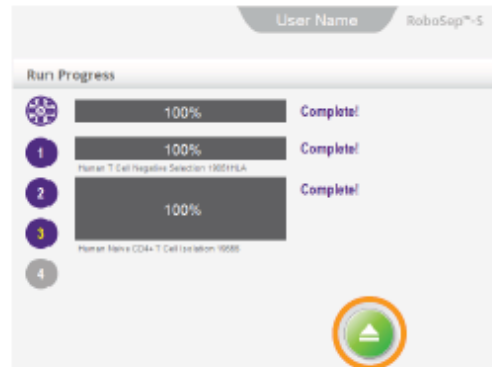 User Name RoboSep™-S
Run Progress
100% Complete!
1 100% Complete!
Human T Cell Negative Selection 19051HLA
2 Complete!
100%
3
Human Naive CD4+ T Cell Isolation 19555
4